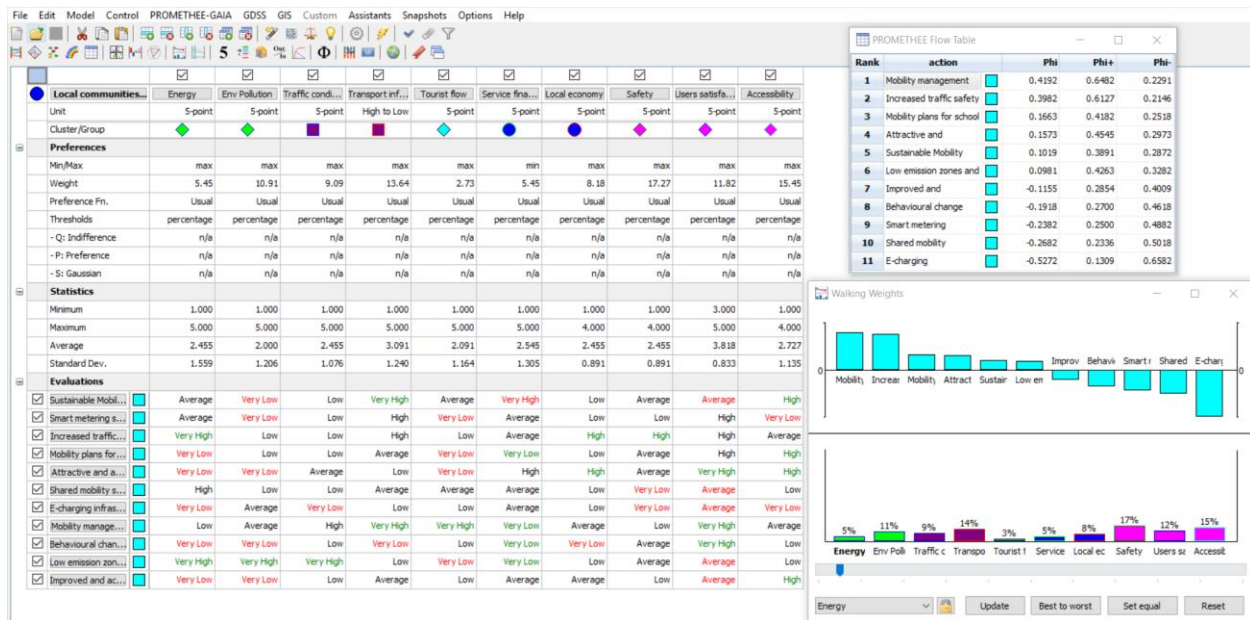 File Edit Model Control PROMETHEE-GAIA GDSS GIS Custom Assistants Snapshots Options Help
Local communities... Energy Env Pollution Traffic condi... Transport inf... Tourist flow Service fina... Local economy Safety Users satisfa... Accessibility
Unit 5-point 5-point 5-point High to Low 5-point 5-point 5-point 5-point 5-point 5-point
Cluster/Group
Preferences
Min/Max max max max max max min max max max max
Weight 5.45 10.91 9.09 13.64 2.73 5.45 8.18 17.27 11.82 15.45
Preference Fn. Usual Usual Usual Usual Usual Usual Usual Usual Usual Usual
Thresholds percentage percentage percentage percentage percentage percentage percentage percentage percentage percentage
- Q: Indifference n/a n/a n/a n/a n/a n/a n/a n/a n/a n/a
- P: Preference n/a n/a n/a n/a n/a n/a n/a n/a n/a n/a
- S: Gaussian n/a n/a n/a n/a n/a n/a n/a n/a n/a n/a
Statistics
Minimum 1.000 1.000 1.000 1.000 1.000 1.000 1.000 1.000 3.000 1.000
Maximum 5.000 5.000 5.000 5.000 5.000 5.000 4.000 4.000 5.000 4.000
Average 2.455 2.000 2.455 3.091 2.091 2.545 2.455 2.455 3.818 2.727
Standard Dev. 1.559 1.206 1.076 1.240 1.164 1.305 0.891 0.891 0.833 1.135
Evaluations
Sustainable Mobil... Average Very Low Low Very High Average Very High Low Average Average High
Smart metering s... Average Very Low Low High Very Low Average Low Low High Very Low
Increased traffic... Very High Low Low High Low Average High High High Average
Mobility plans for... Very Low Low Low Average Very Low Very Low Low Average High High
Attractive and a... Very Low Very Low Average Low Very Low High High Average Very High High
Shared mobility s... High Low Low Average Average Average Low Very Low Average Low
E-charging infras... Very Low Average Very Low Low Low Average Low Very Low Average Very Low
Mobility manage... Low Average High Very High Very High Very Low Average Low Very High Average
Behavioural chan... Very Low Very Low Low Very Low Low Very Low Very Low Average Very High Low
Low emission zon... Very High Very High Very High Low Very Low Very Low Low Average Average Low
Improved and ac... Very Low Very Low Low Average Low Average Average Low Average High
PROMETHEE Flow Table
Rank action Phi Phi+ Phi-
1 Mobility management 0.4192 0.6482 0.2291
2 Increased traffic safety 0.3982 0.6127 0.2146
3 Mobility plans for school 0.1663 0.4182 0.2518
4 Attractive and 0.1573 0.4545 0.2973
5 Sustainable Mobility 0.1019 0.3891 0.2872
6 Low emission zones and 0.0981 0.4263 0.3282
7 Improved and -0.1155 0.2854 0.4009
8 Behavioural change -0.1918 0.2700 0.4618
9 Smart metering -0.2382 0.2500 0.4882
10 Shared mobility -0.2682 0.2336 0.5018
11 E-charging -0.5272 0.1309 0.6582
Walking Weights
Improv Behavi Smart r Shared E-charg
0 0
Mobility Increas Mobility Attract Sustair Low em
5% 11% 9% 14% 3% 5% 8% 17% 12% 15%
Energy Env Poll Traffic c Transpo Tourist f Service Local ec Safety Users sa Accessib
Energy Update Best to worst Set equal Reset